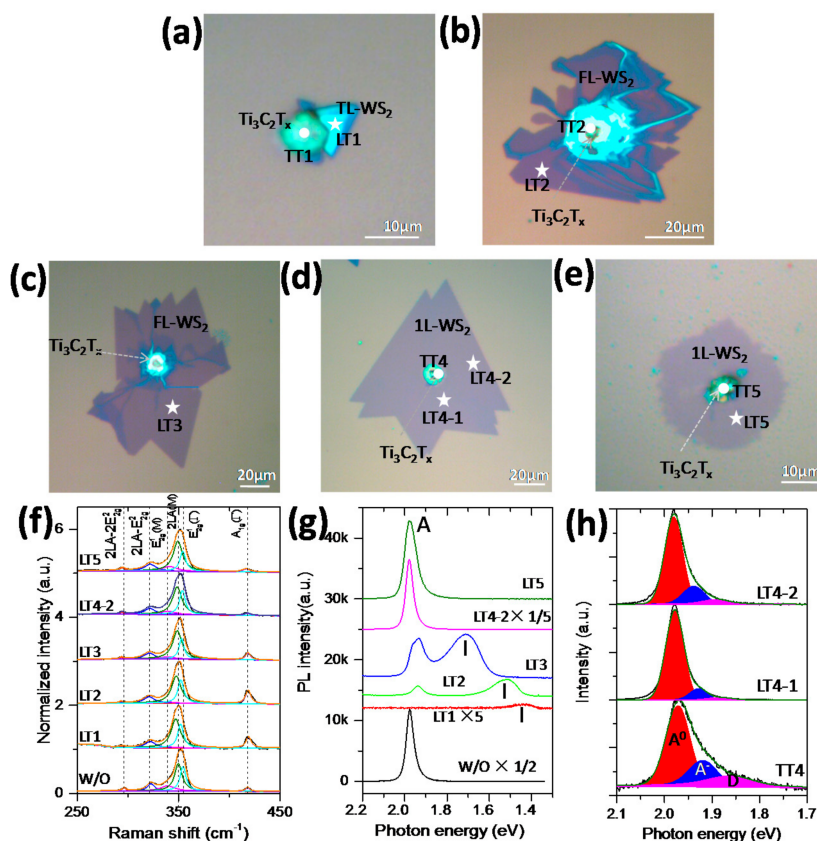 (a)
Ti₃C₂Tₓ
TL-WS₂
LT1
TT1
10μm
(b)
FL-WS₂
TT2
LT2
Ti₃C₂Tₓ
20μm
(c)
FL-WS₂
Ti₃C₂Tₓ
LT3
20μm
(d)
1L-WS₂
TT4
LT4-2
LT4-1
Ti₃C₂Tₓ
20μm
(e)
1L-WS₂
TT5
LT5
Ti₃C₂Tₓ
10μm
(f)
2LA-2E²₂g
2LA-E²₂g
E¹₂g(M)
2LA(M)
E¹₂g(Γ)
A₁g(Γ)
Normalized intensity (a.u.)
6
4
2
0
LT5
LT4-2
LT3
LT2
LT1
W/O
250 300 350 400 450
Raman shift (cm⁻¹)
(g)
A
PL intensity(a.u.)
40k
30k
20k
10k
0
LT5
LT4-2 × 1/5
LT3
I
LT2
I
LT1 ×5
I
W/O × 1/2
2.2 2.0 1.8 1.6 1.4
Photon energy (eV)
(h)
Intensity (a.u.)
LT4-2
LT4-1
A⁰
A⁻
D
TT4
2.1 2.0 1.9 1.8 1.7
Photon energy (eV)